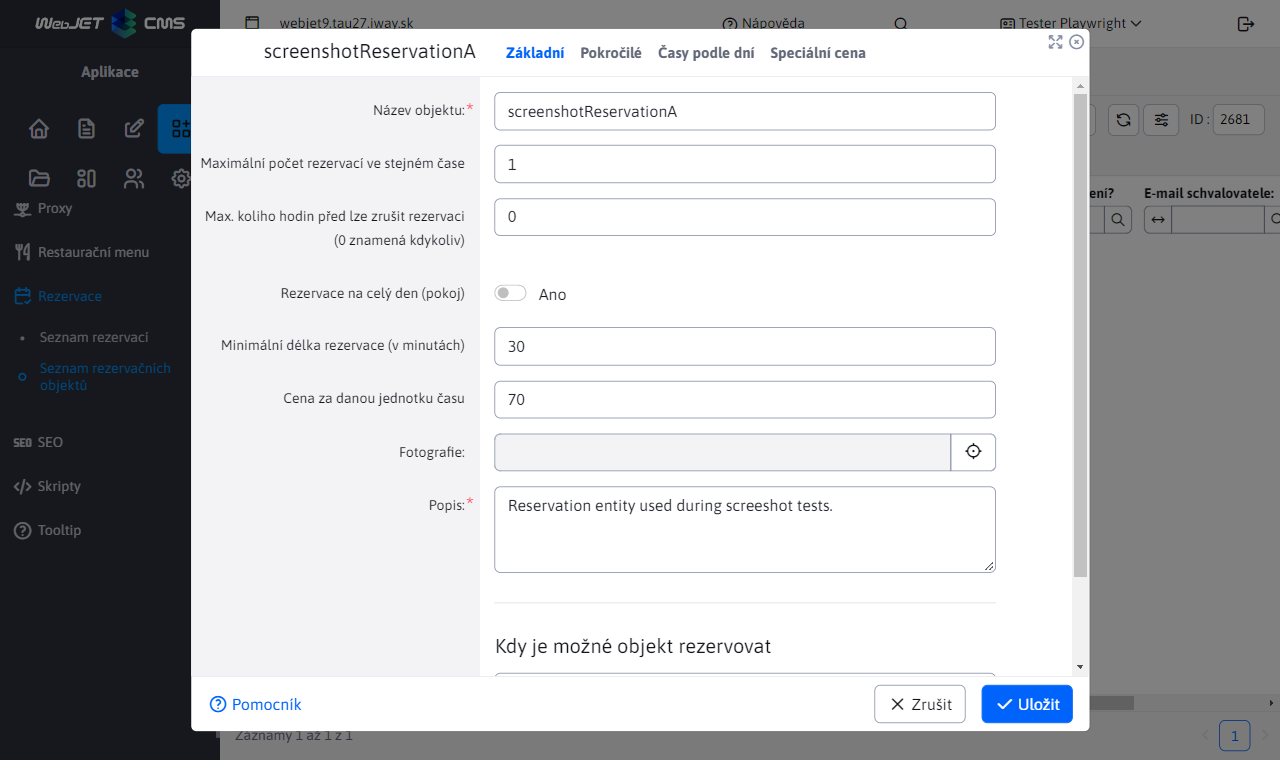 WebJET CMS
webjet9.tau27.iway.sk
Nápověda
Tester Playwright
Aplikace
ID : 2681
Proxy
Restaurační menu
Rezervace
Seznam rezervací
Seznam rezervačních
objektů
SEO SEO
Skripty
Tooltip
ení?
E-mail schvalovatele:
screenshotReservationA
Základní Pokročilé Časy podle dní Speciální cena
Název objektu:* screenshotReservationA
Maximální počet rezervací ve stejném čase 1
Max. koliho hodin před lze zrušit rezervaci 0
(0 znamená kdykoliv)
Rezervace na celý den (pokoj) Ano
Minimální délka rezervace (v minutách) 30
Cena za danou jednotku času 70
Fotografie:
Popis:* Reservation entity used during screeshot tests.
Kdy je možné objekt rezervovat
Pomocník
Zrušit
Uložit
Záznamy 1 až 1 z 1
1